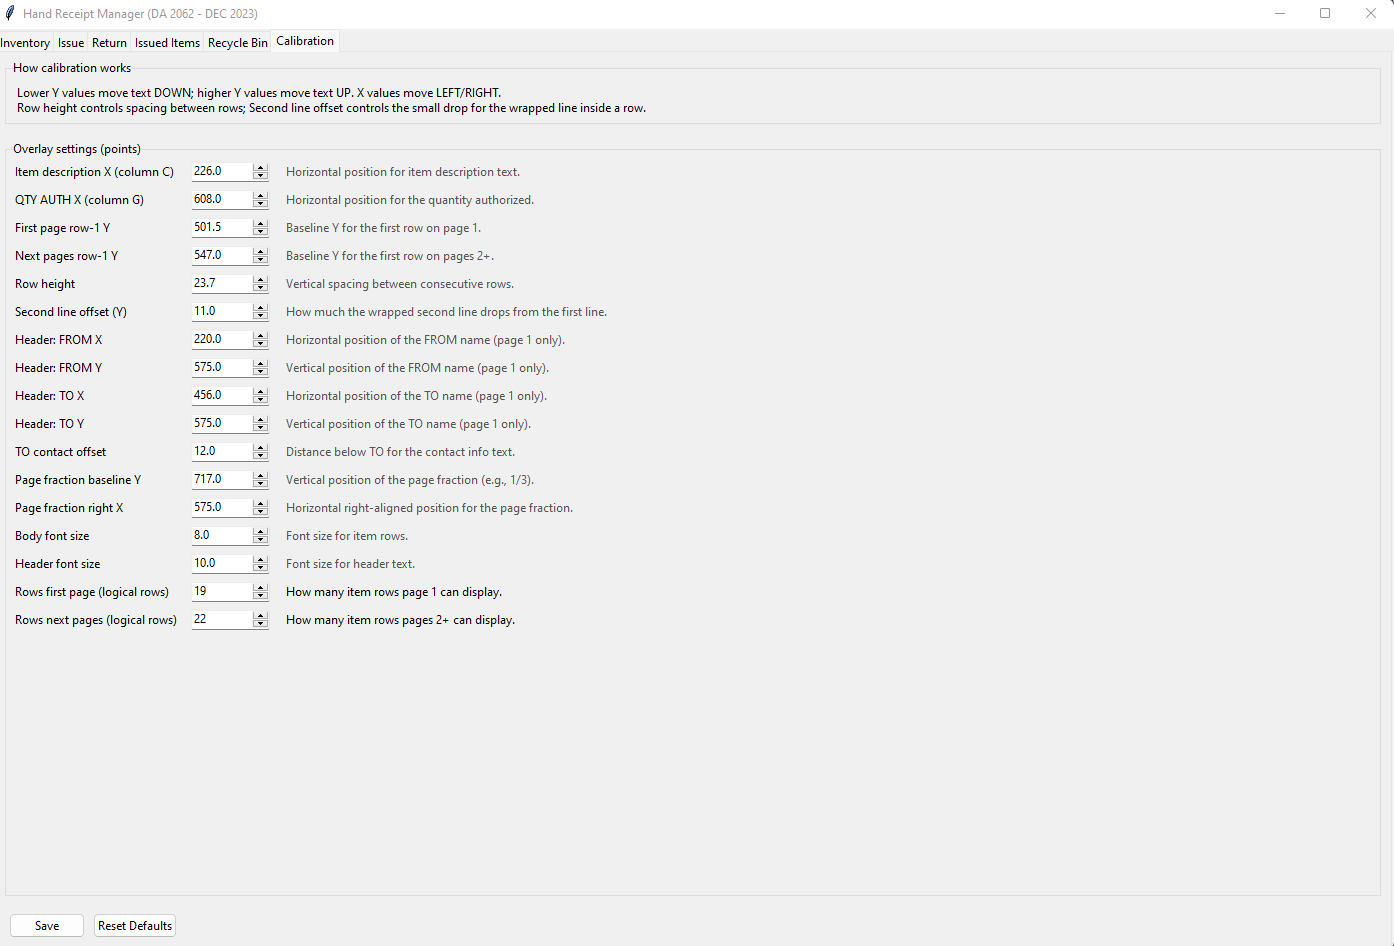 Hand Receipt Manager (DA 2062 - DEC 2023)
Inventory Issue Return Issued Items Recycle Bin Calibration
How calibration works
Lower Y values move text DOWN; higher Y values move text UP. X values move LEFT/RIGHT.
Row height controls spacing between rows; Second line offset controls the small drop for the wrapped line inside a row.
Overlay settings (points)
Item description X (column C) 226.0 Horizontal position for item description text.
QTY AUTH X (column G) 608.0 Horizontal position for the quantity authorized.
First page row-1 Y 501.5 Baseline Y for the first row on page 1.
Next pages row-1 Y 547.0 Baseline Y for the first row on pages 2+.
Row height 23.7 Vertical spacing between consecutive rows.
Second line offset (Y) 11.0 How much the wrapped second line drops from the first line.
Header: FROM X 220.0 Horizontal position of the FROM name (page 1 only).
Header: FROM Y 575.0 Vertical position of the FROM name (page 1 only).
Header: TO X 456.0 Horizontal position of the TO name (page 1 only).
Header: TO Y 575.0 Vertical position of the TO name (page 1 only).
TO contact offset 12.0 Distance below TO for the contact info text.
Page fraction baseline Y 717.0 Vertical position of the page fraction (e.g., 1/3).
Page fraction right X 575.0 Horizontal right-aligned position for the page fraction.
Body font size 8.0 Font size for item rows.
Header font size 10.0 Font size for header text.
Rows first page (logical rows) 19 How many item rows page 1 can display.
Rows next pages (logical rows) 22 How many item rows pages 2+ can display.
Save Reset Defaults